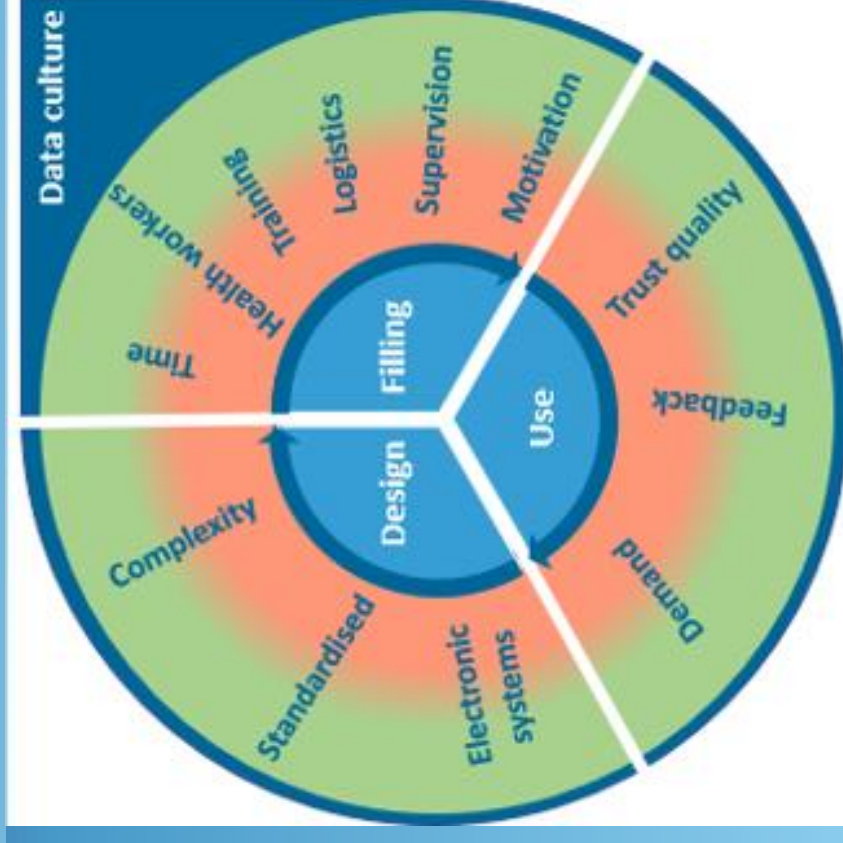 Data culture
Design
Filling
Use
Time
Health workers
Training
Logistics
Supervision
Motivation
Trust quality
Feedback
Demand
Electronic
systems
Standardised
Complexity